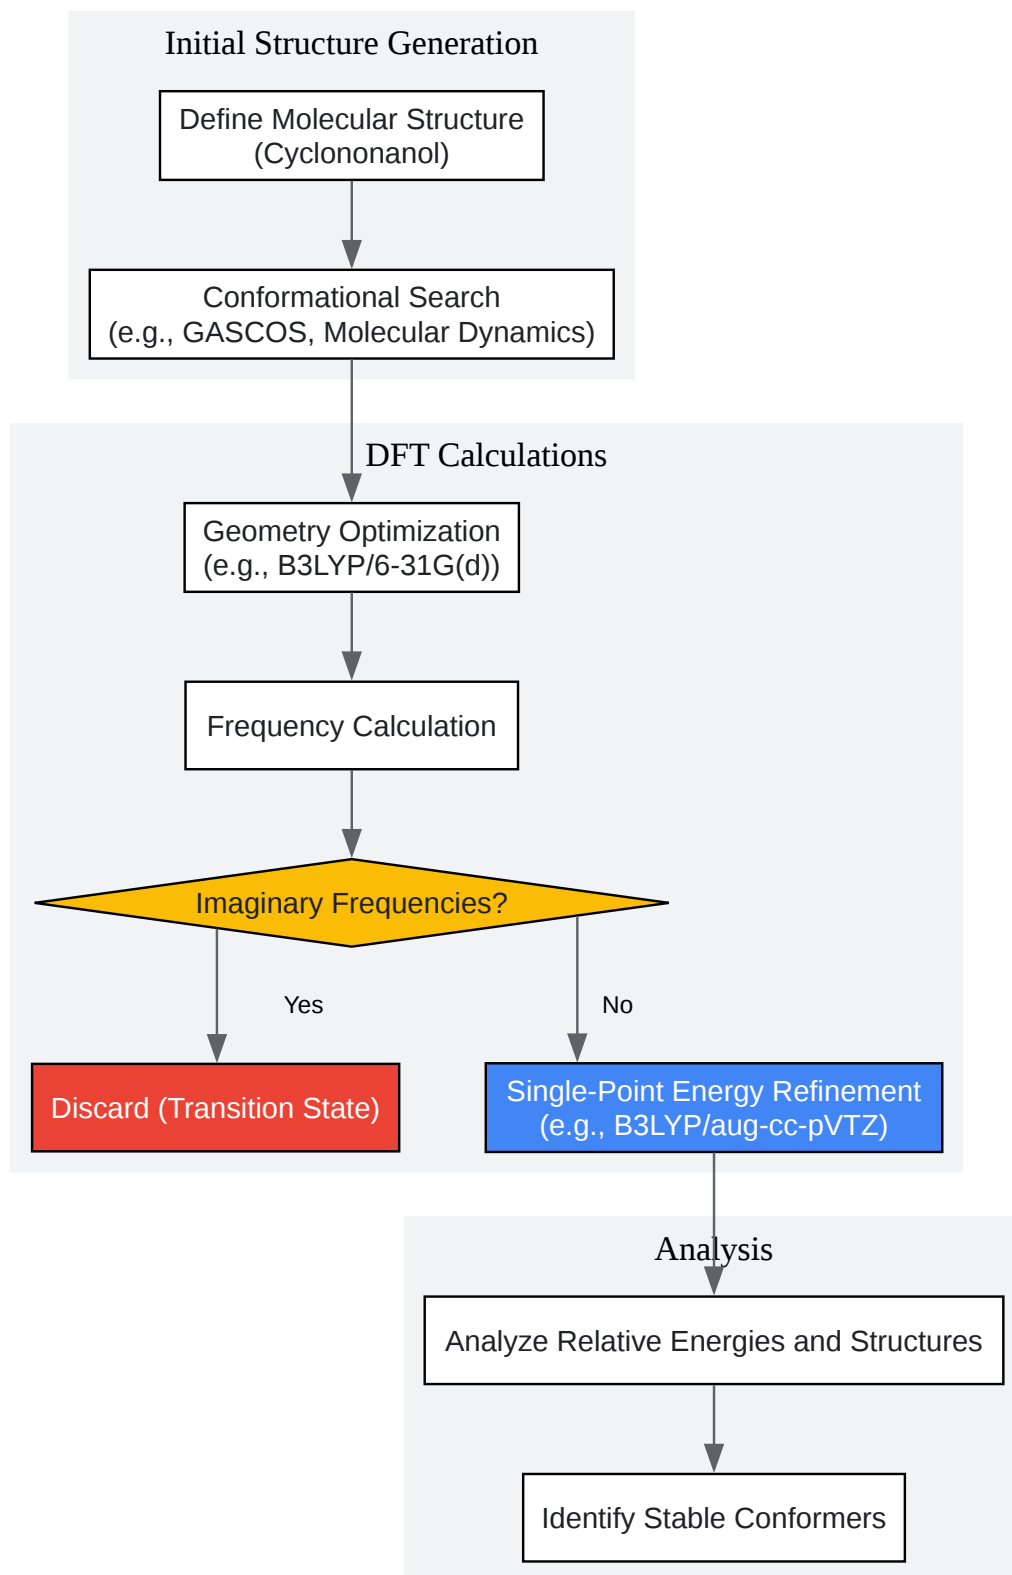 Initial Structure Generation
Define Molecular Structure
(Cyclononanol)
Conformational Search
(e.g., GASCOS, Molecular Dynamics)
DFT Calculations
Geometry Optimization
(e.g., B3LYP/6-31G(d))
Frequency Calculation
Imaginary Frequencies?
Yes
No
Discard (Transition State)
Single-Point Energy Refinement
(e.g., B3LYP/aug-cc-pVTZ)
Analysis
Analyze Relative Energies and Structures
Identify Stable Conformers